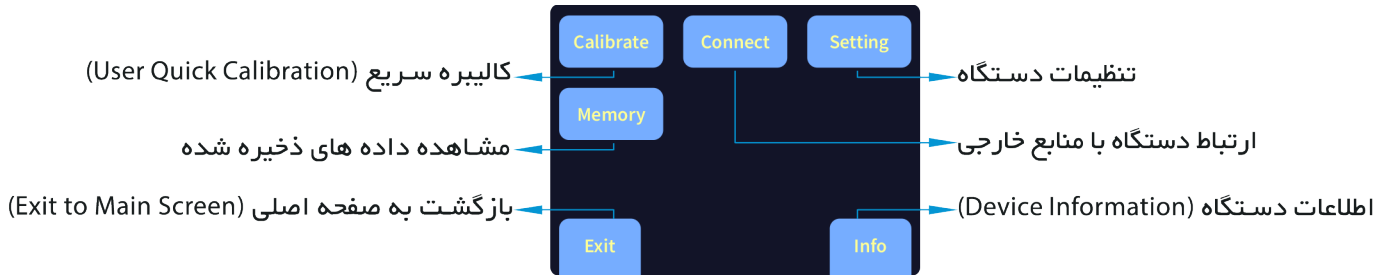 Calibrate
Connect
Setting
کالیبره سریع (User Quick Calibration)
تنظیمات دستگاه
Memory
مشاهده داده های ذخیره شده
ارتباط دستگاه با منابع خارجی
بازگشت به صفحه اصلی (Exit to Main Screen)
اطلاعات دستگاه (Device Information)
Exit
Info